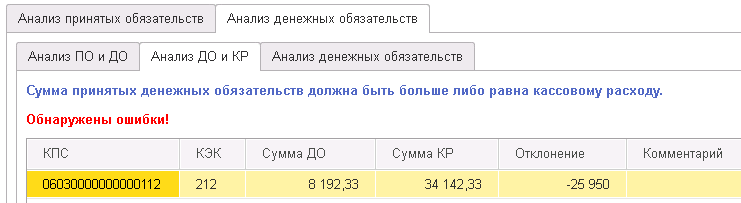 Анализ принятых обязательств Анализ денежных обязательств
Анализ ПО и ДО Анализ ДО и КР Анализ денежных обязательств
Сумма принятых денежных обязательств должна быть больше либо равна кассовому расходу.
Обнаружены ошибки!
КПС КЭК Сумма ДО Сумма КР Отклонение Комментарий
06030000000000112 212 8 192,33 34 142,33 -25 950